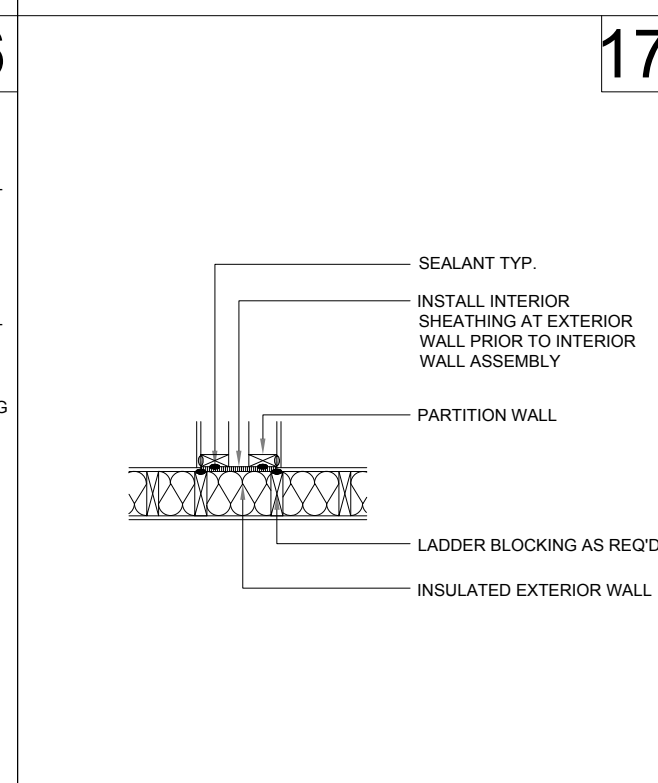 17
SEALANT TYP.
INSTALL INTERIOR
SHEATHING AT EXTERIOR
WALL PRIOR TO INTERIOR
WALL ASSEMBLY
PARTITION WALL
G
LADDER BLOCKING AS REQ'D
INSULATED EXTERIOR WALL